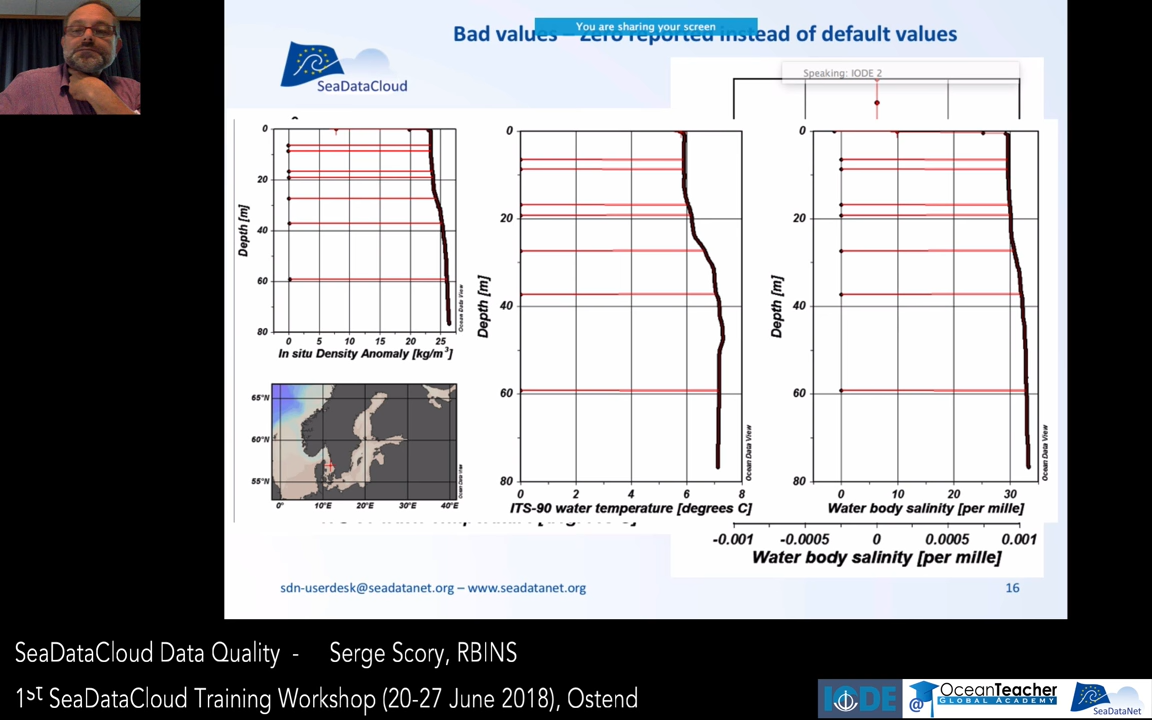 You are sharing your screen
Bad values – Zero reported instead of default values
Speaking: IODE 2
SeaDataCloud
0
20
40
60
80
Depth [m]
0 5 10 15 20 25
In situ Density Anomaly [kg/m³]
Ocean Data View
65°N
60°N
55°N
0° 10°E 20°E 30°E 40°E
Ocean Data View
0
20
40
60
80
Depth [m]
0 2 4 6 8
ITS-90 water temperature [degrees C]
Ocean Data View
0
20
40
60
80
Depth [m]
0 10 20 30
Water body salinity [per mille]
Ocean Data View
-0.001 -0.0005 0 0.0005 0.001
Water body salinity [per mille]
sdn-userdesk@seadatanet.org – www.seadatanet.org
16
SeaDataCloud Data Quality - Serge Scory, RBINS
1st SeaDataCloud Training Workshop (20-27 June 2018), Ostend
IODE
@ OceanTeacher
GLOBAL ACADEMY
SeaDataNet